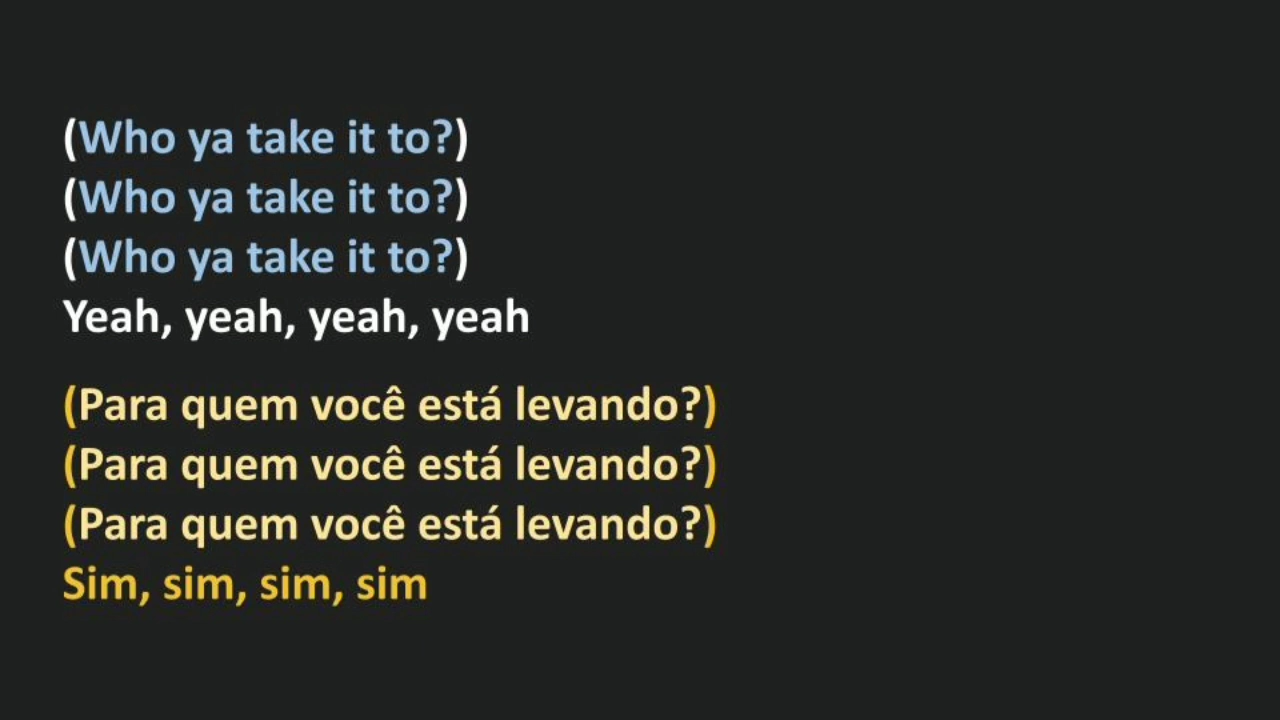 (Who ya take it to?)
(Who ya take it to?)
(Who ya take it to?)
Yeah, yeah, yeah, yeah
(Para quem você está levando?)
(Para quem você está levando?)
(Para quem você está levando?)
Sim, sim, sim, sim